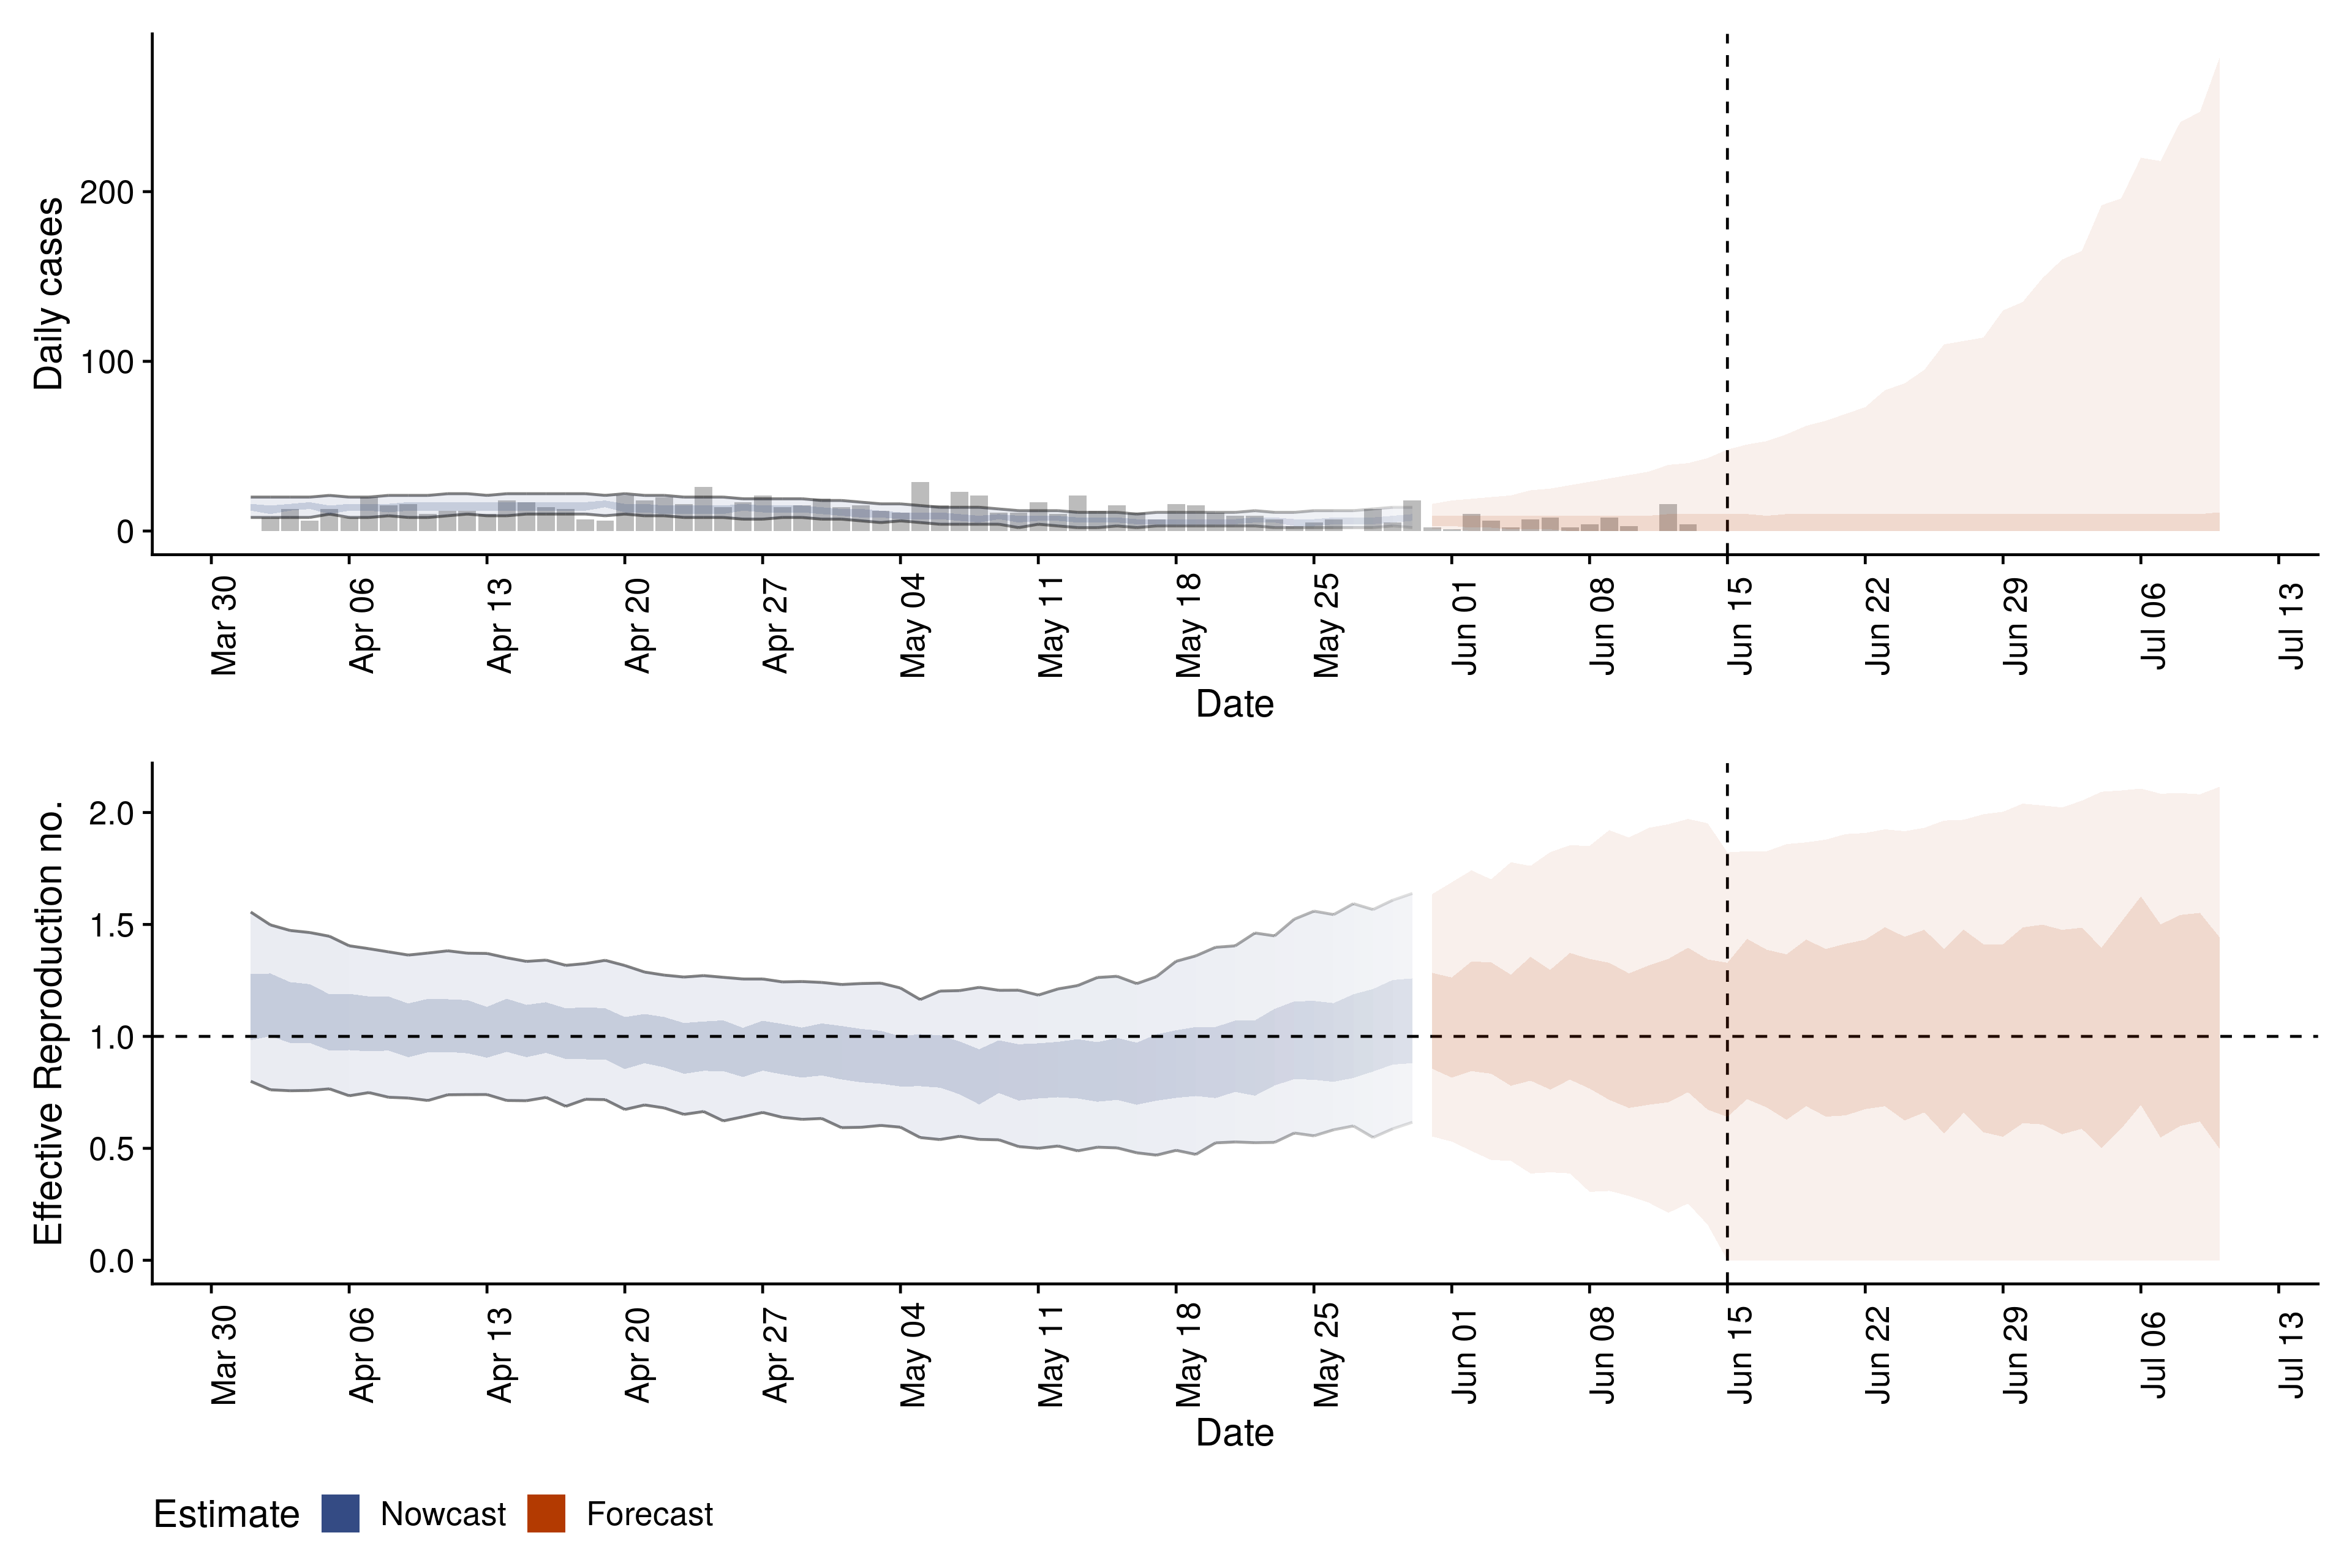 Daily cases
200
100
0
Mar 30 Apr 06 Apr 13 Apr 20 Apr 27 May 04 May 11 May 18 May 25 Jun 01 Jun 08 Jun 15 Jun 22 Jun 29 Jul 06 Jul 13
Date
Effective Reproduction no.
2.0
1.5
1.0
0.5
0.0
Mar 30 Apr 06 Apr 13 Apr 20 Apr 27 May 04 May 11 May 18 May 25 Jun 01 Jun 08 Jun 15 Jun 22 Jun 29 Jul 06 Jul 13
Date
Estimate Nowcast Forecast